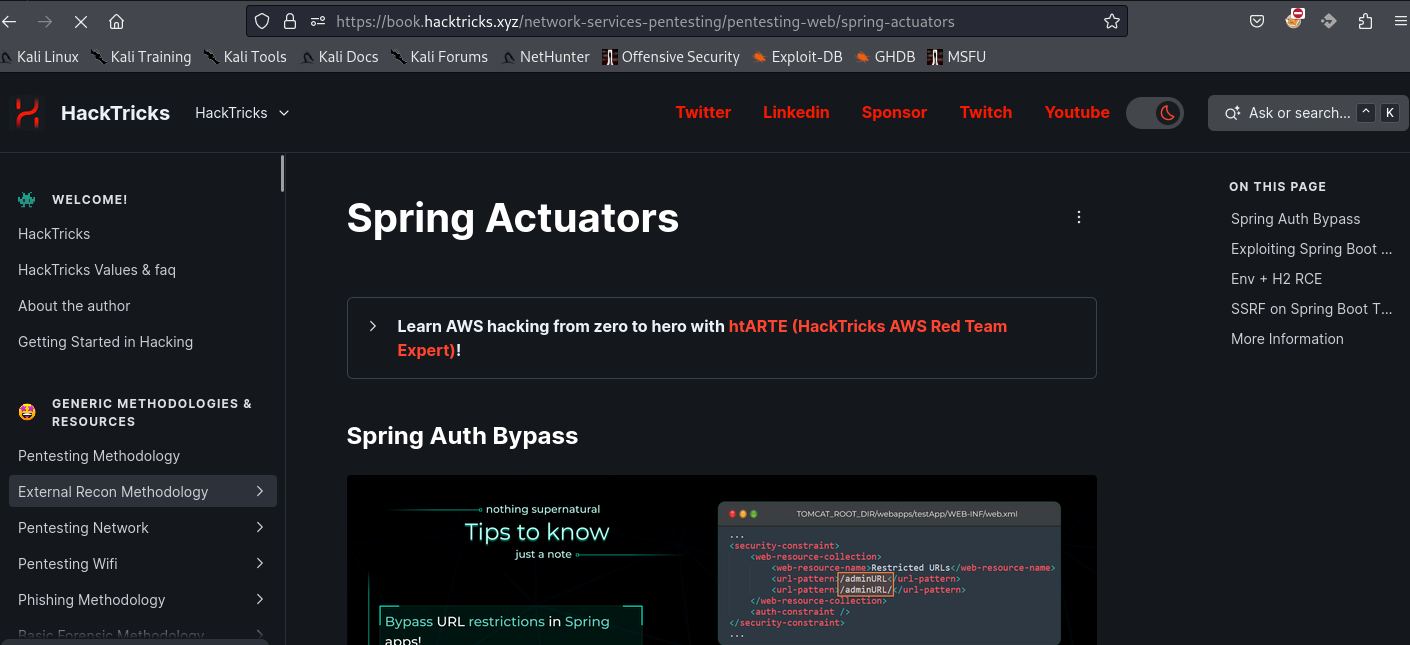 https://book.hacktricks.xyz/network-services-pentesting/pentesting-web/spring-actuators
Kali Linux Kali Training Kali Tools Kali Docs Kali Forums NetHunter Offensive Security Exploit-DB GHDB MSFU
HackTricks HackTricks Twitter Linkedin Sponsor Twitch Youtube Ask or search... ^ K
WELCOME!
HackTricks
HackTricks Values & faq
About the author
Getting Started in Hacking
GENERIC METHODOLOGIES &
RESOURCES
Pentesting Methodology
External Recon Methodology
Pentesting Network
Pentesting Wifi
Phishing Methodology
Basic Forensic Methodology
Spring Actuators
Learn AWS hacking from zero to hero with htARTE (HackTricks AWS Red Team
Expert)!
Spring Auth Bypass
nothing supernatural
Tips to know
just a note
Bypass URL restrictions in Spring
apps!
TOMCAT_ROOT_DIR/webapps/testApp/WEB-INF/web.xml
...
<security-constraint>
<web-resource-collection>
<web-resource-name>Restricted URLs</web-resource-name>
<url-pattern>/adminURL</url-pattern>
<url-pattern>/adminURL/</url-pattern>
</web-resource-collection>
<auth-constraint />
</security-constraint>
...
ON THIS PAGE
Spring Auth Bypass
Exploiting Spring Boot ...
Env + H2 RCE
SSRF on Spring Boot T...
More Information